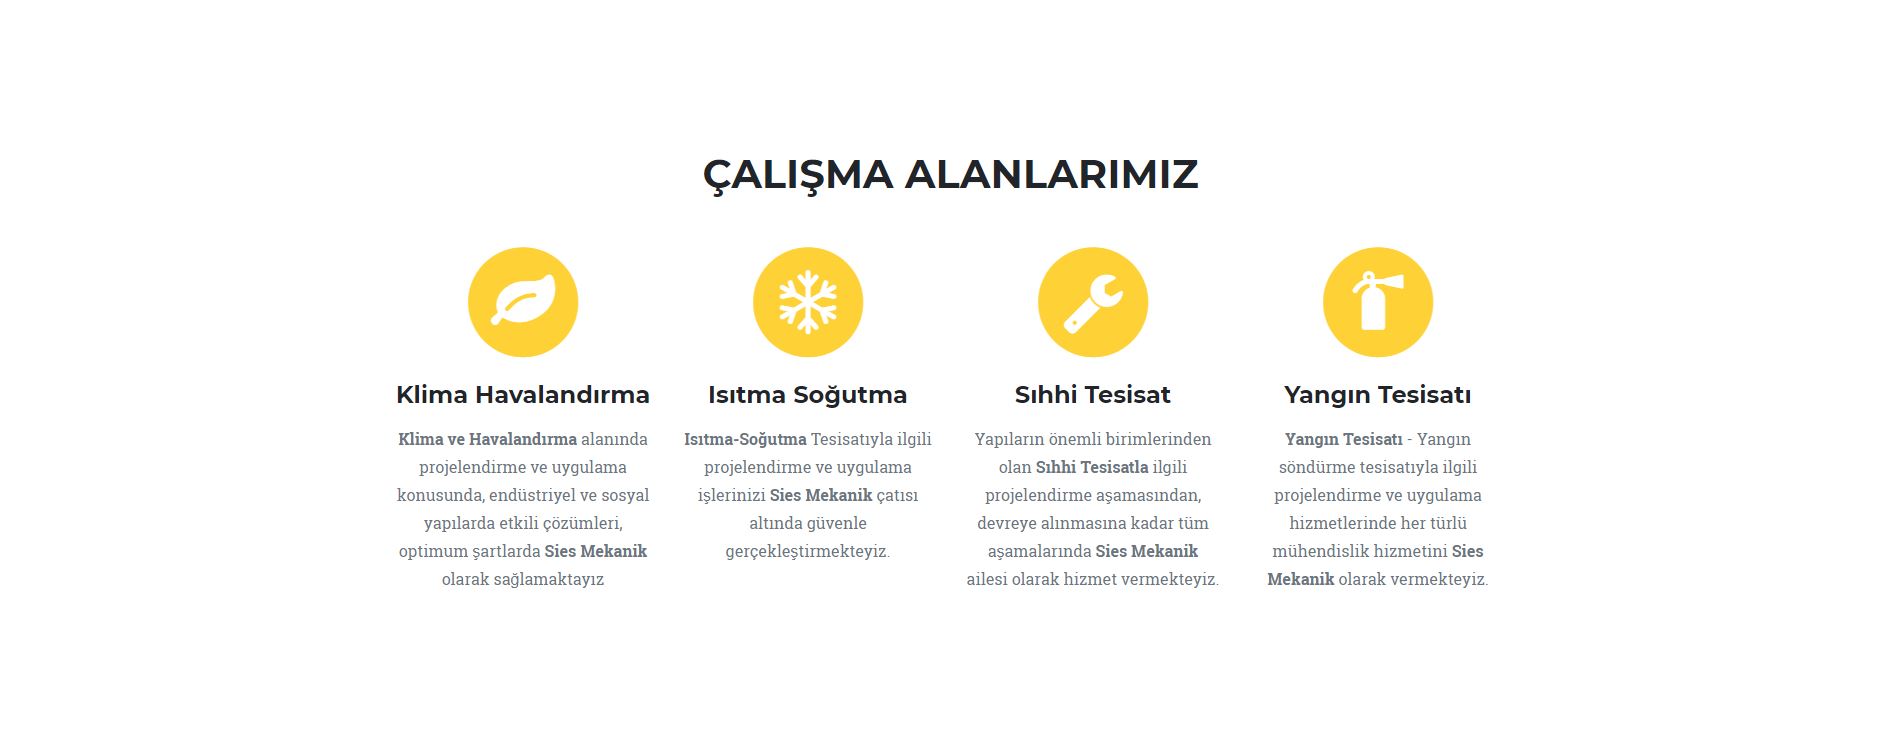 ÇALIŞMA ALANLARIMIZ
Klima Havalandırma
Klima ve Havalandırma alanında
projelendirme ve uygulama
konusunda, endüstriyel ve sosyal
yapılarda etkili çözümleri,
optimum şartlarda Sies Mekanik
olarak sağlamaktayız
Isıtma Soğutma
Isıtma-Soğutma Tesisatıyla ilgili
projelendirme ve uygulama
işlerinizi Sies Mekanik çatısı
altında güvenle
gerçekleştirmekteyiz.
Sıhhi Tesisat
Yapıların önemli birimlerinden
olan Sıhhi Tesisatla ilgili
projelendirme aşamasından,
devreye alınmasına kadar tüm
aşamalarında Sies Mekanik
ailesi olarak hizmet vermekteyiz.
Yangın Tesisatı
Yangın Tesisatı - Yangın
söndürme tesisatıyla ilgili
projelendirme ve uygulama
hizmetlerinde her türlü
mühendislik hizmetini Sies
Mekanik olarak vermekteyiz.